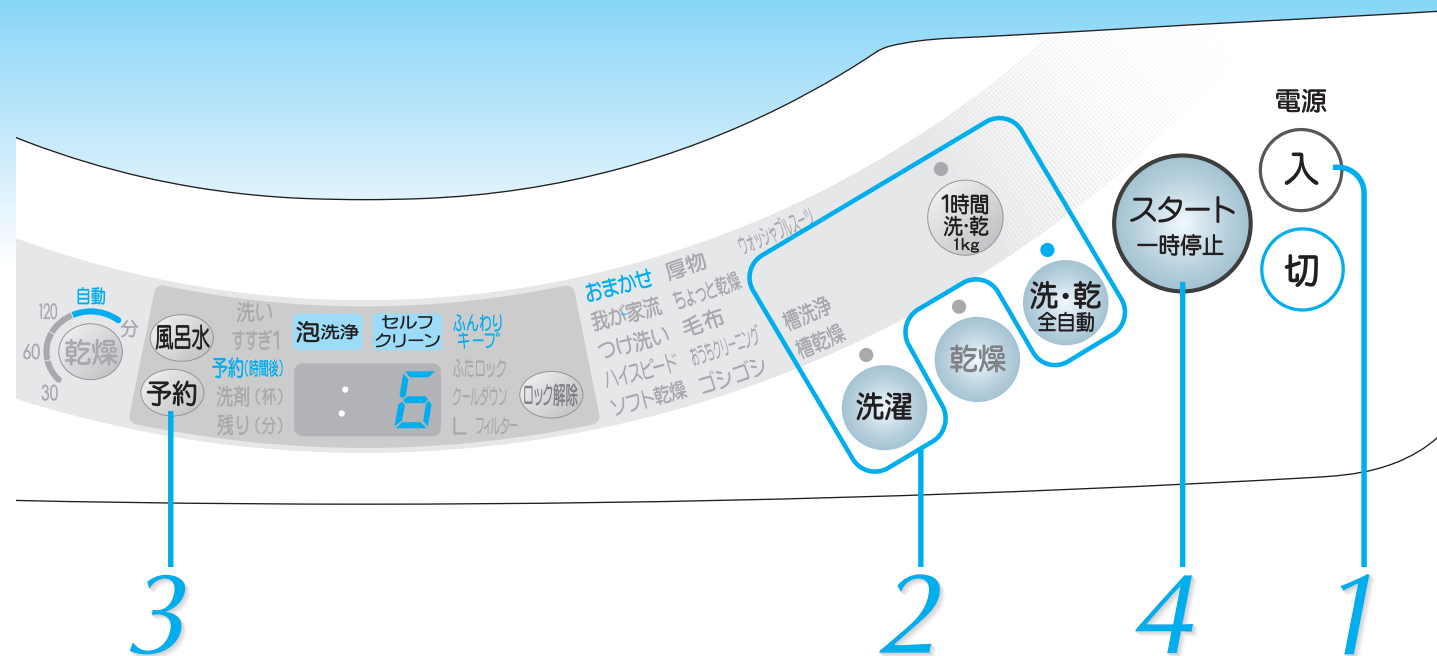 電源
入
切
スタート
一時停止
1時間
洗・乾
1kg
洗・乾
全自動
乾燥
洗濯
ウォッシャブルスーツ
おまかせ 厚物
我が家流 ちょっと乾燥
つけ洗い 毛布
ハイスピード おうちクリーニング
ソフト乾燥 ゴシゴシ
槽洗浄
槽乾燥
自動
120
分
60
乾燥
30
風呂水
予約
洗い
すすぎ1
予約(時間後)
洗剤(杯)
残り(分)
泡洗浄
セルフ
クリーン
ふんわり
キープ
: 6
ふたロック
クールダウン
L フィルター
ロック解除
3
2
4
1